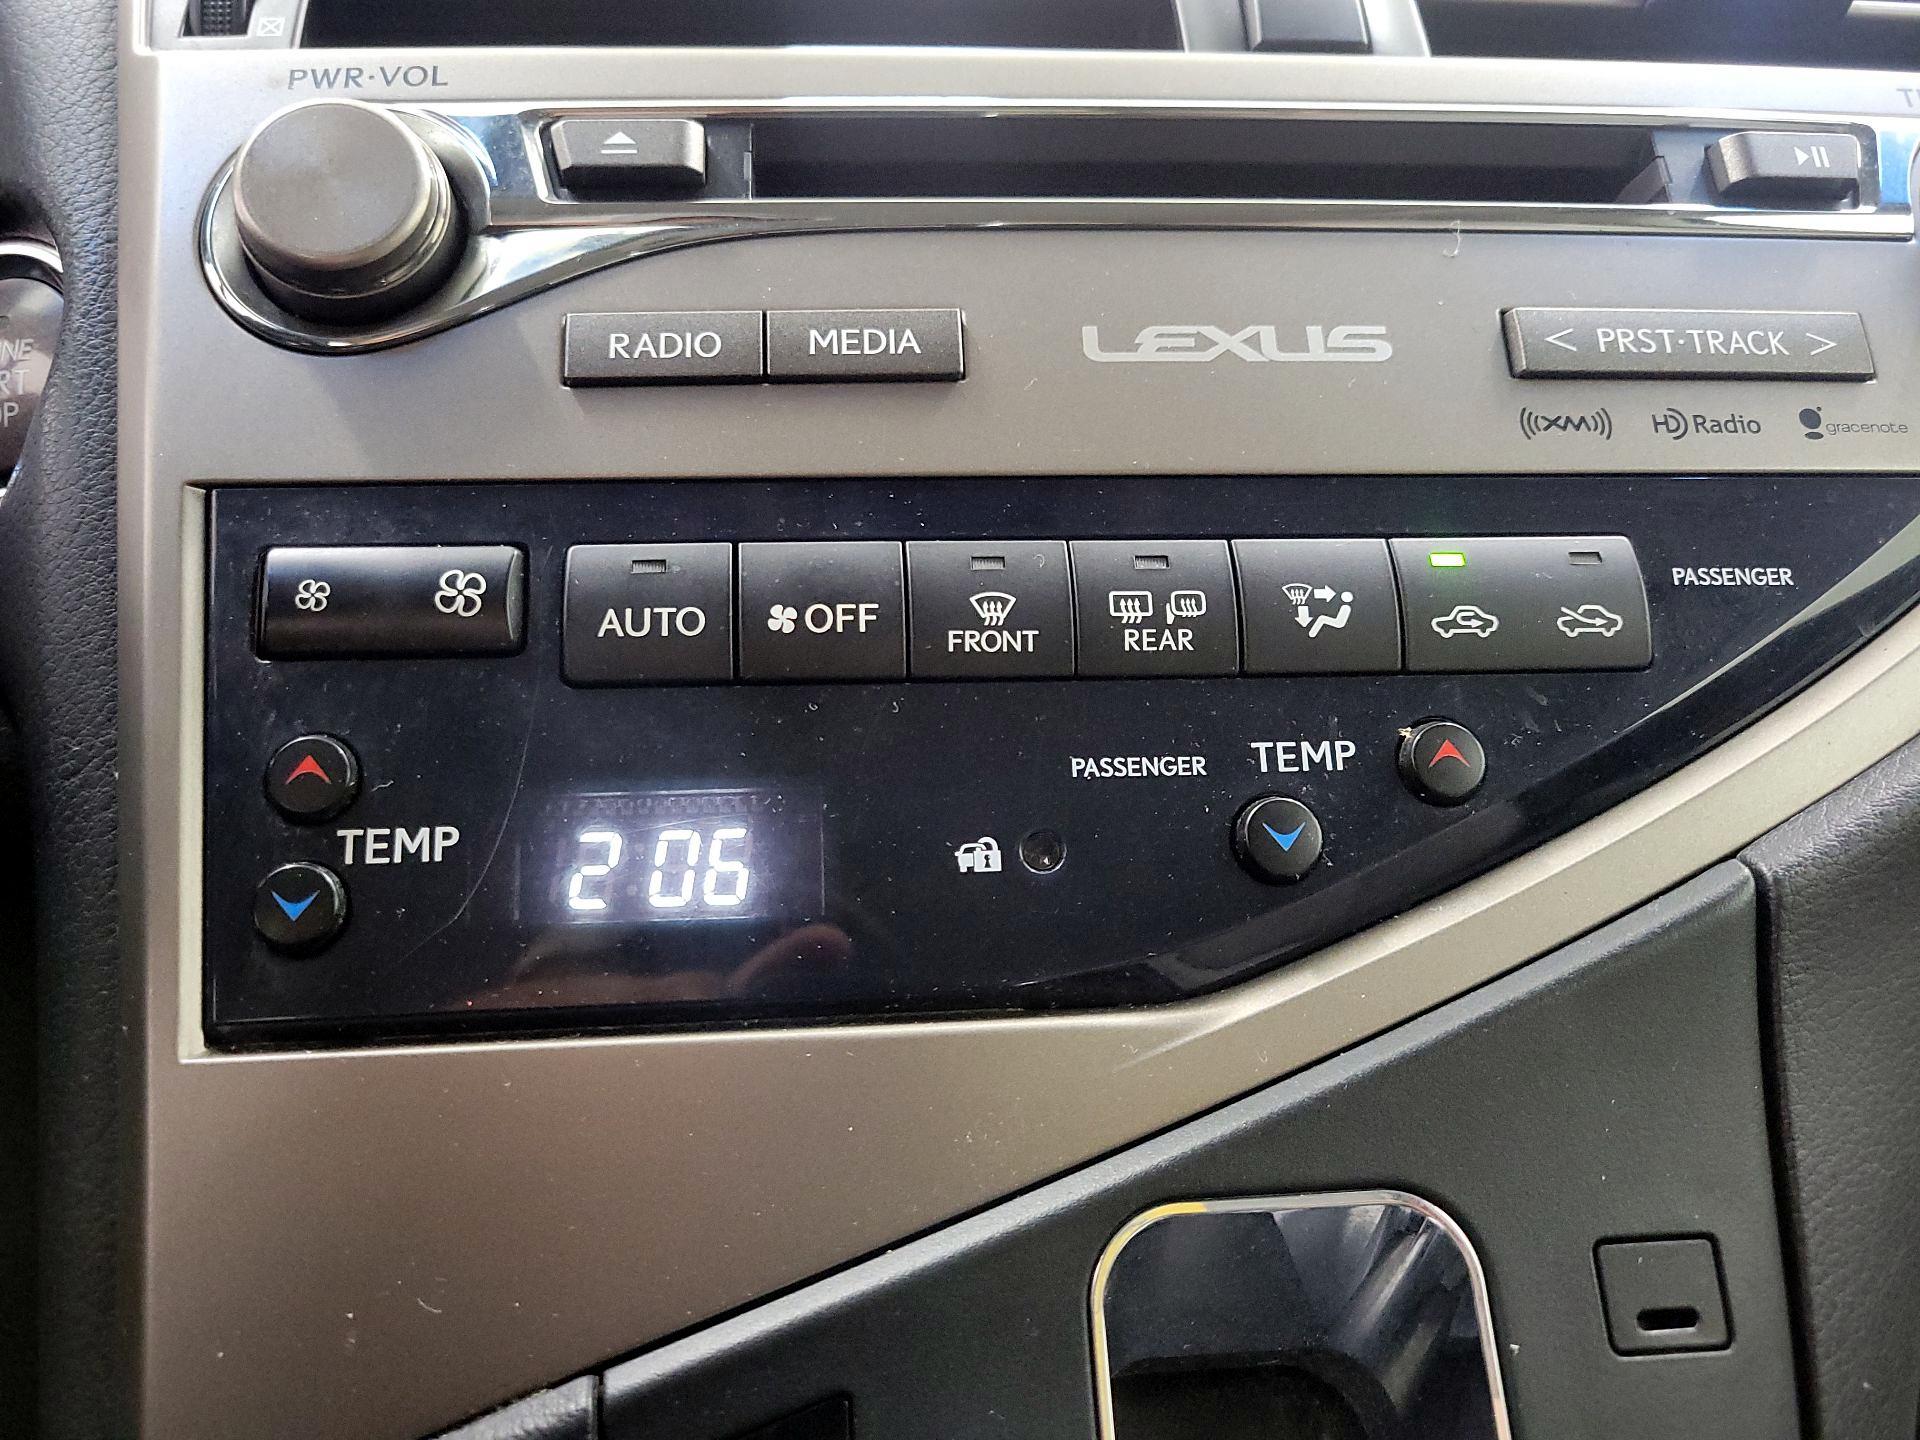 PWR·VOL
RADIO MEDIA LEXUS < PRST·TRACK >
(((XM))) HD Radio gracenote
AUTO OFF FRONT REAR PASSENGER
TEMP
2:06
PASSENGER TEMP